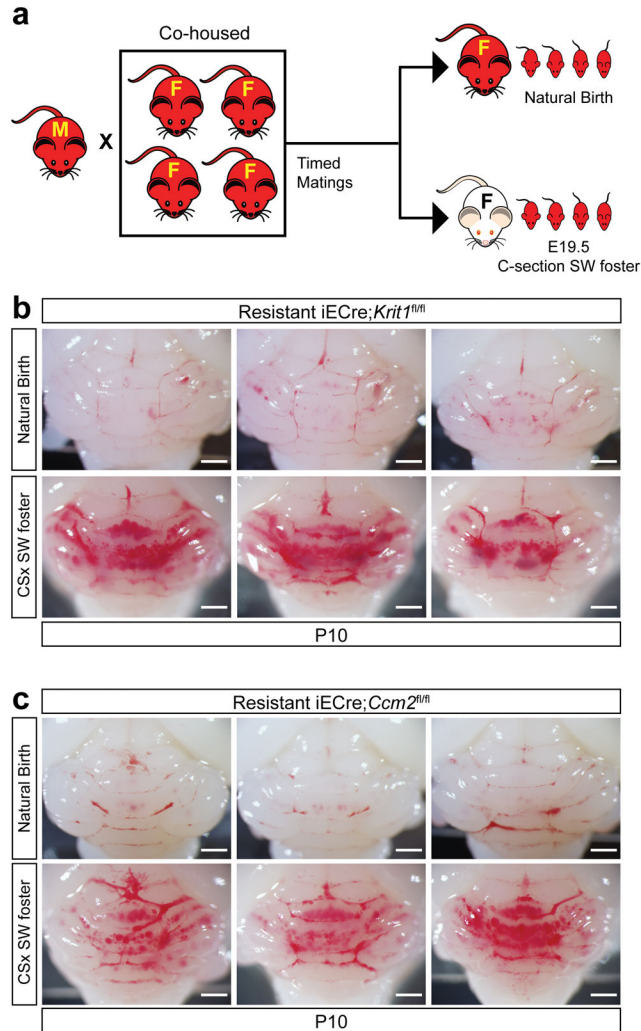 a
Co-housed
M
X
F
F
F
F
Timed
Matings
F
Natural Birth
F
E19.5
C-section SW foster
b
Resistant iECre;Krit1fl/fl
Natural Birth
CSx SW foster
P10
c
Resistant iECre;Ccm2fl/fl
Natural Birth
CSx SW foster
P10